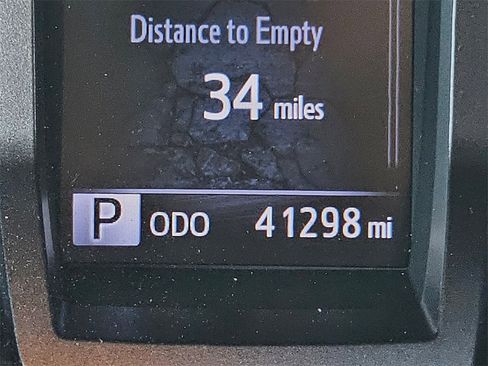 Distance to Empty
34 miles
P ODO 41298 mi